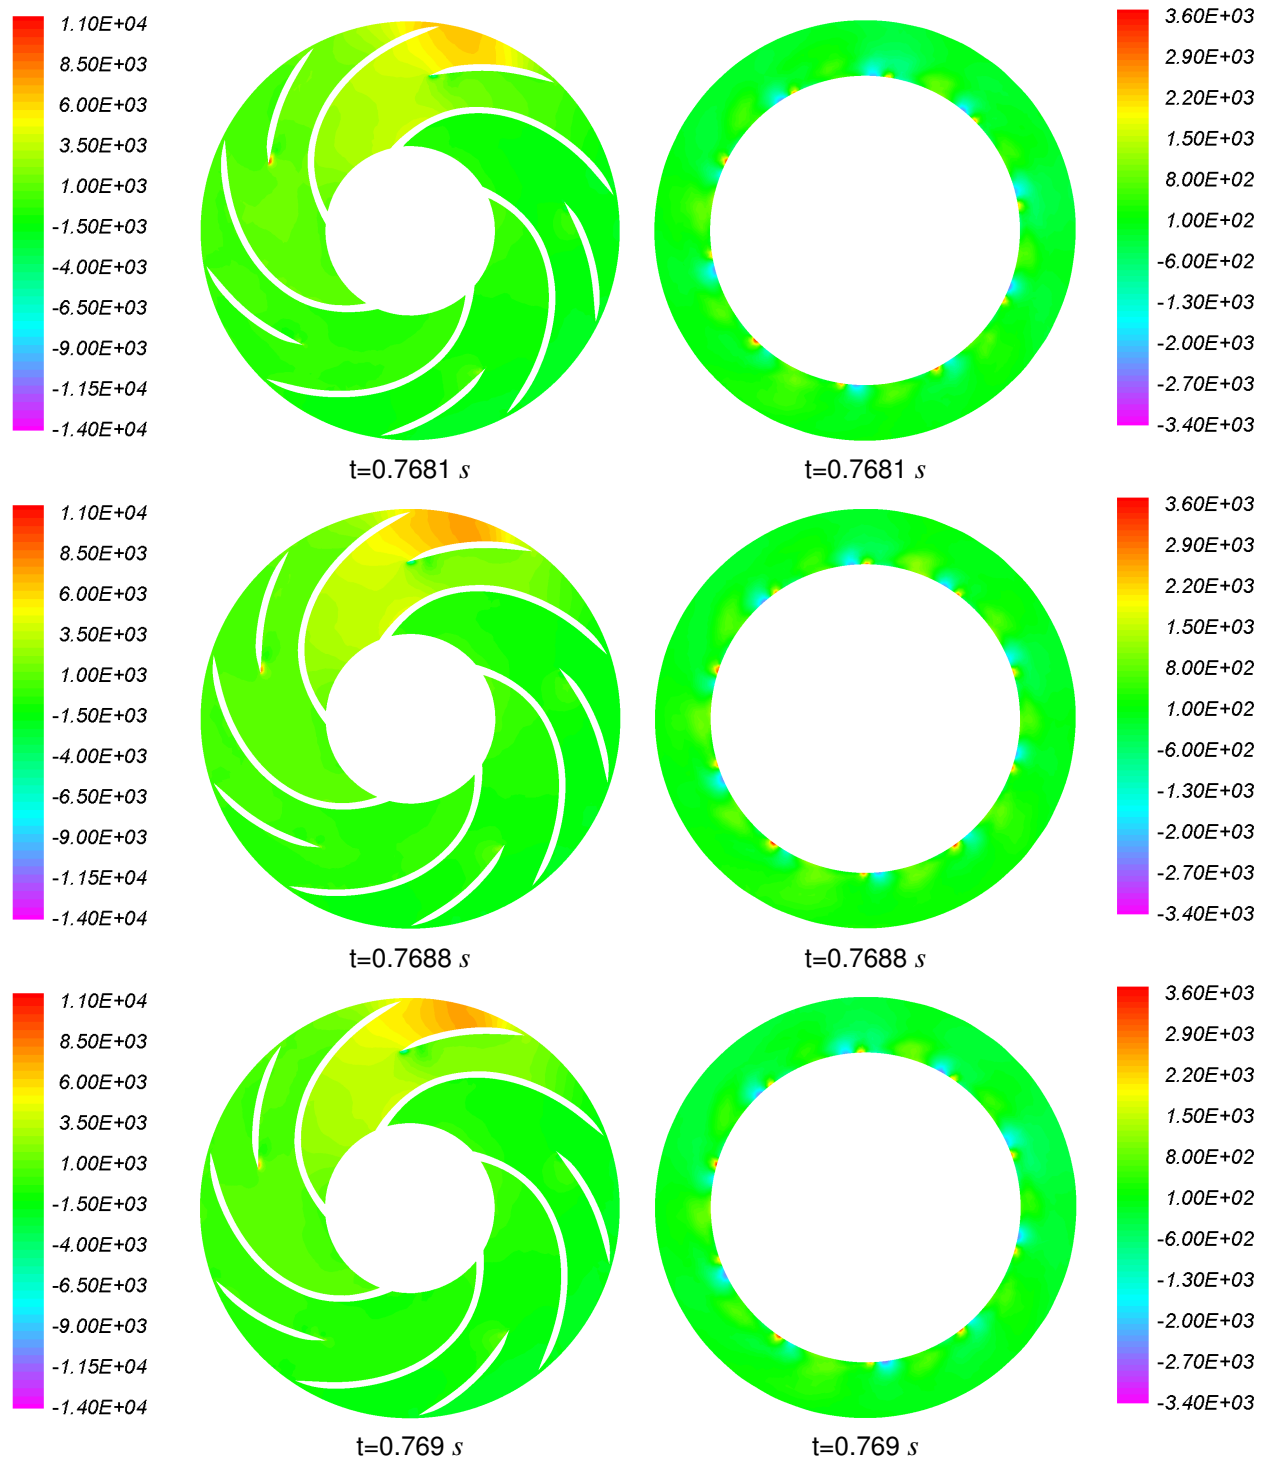 1.10E+04
8.50E+03
6.00E+03
3.50E+03
1.00E+03
-1.50E+03
-4.00E+03
-6.50E+03
-9.00E+03
-1.15E+04
-1.40E+04
3.60E+03
2.90E+03
2.20E+03
1.50E+03
8.00E+02
1.00E+02
-6.00E+02
-1.30E+03
-2.00E+03
-2.70E+03
-3.40E+03
t=0.7681 s
t=0.7681 s
1.10E+04
8.50E+03
6.00E+03
3.50E+03
1.00E+03
-1.50E+03
-4.00E+03
-6.50E+03
-9.00E+03
-1.15E+04
-1.40E+04
3.60E+03
2.90E+03
2.20E+03
1.50E+03
8.00E+02
1.00E+02
-6.00E+02
-1.30E+03
-2.00E+03
-2.70E+03
-3.40E+03
t=0.7688 s
t=0.7688 s
1.10E+04
8.50E+03
6.00E+03
3.50E+03
1.00E+03
-1.50E+03
-4.00E+03
-6.50E+03
-9.00E+03
-1.15E+04
-1.40E+04
3.60E+03
2.90E+03
2.20E+03
1.50E+03
8.00E+02
1.00E+02
-6.00E+02
-1.30E+03
-2.00E+03
-2.70E+03
-3.40E+03
t=0.769 s
t=0.769 s